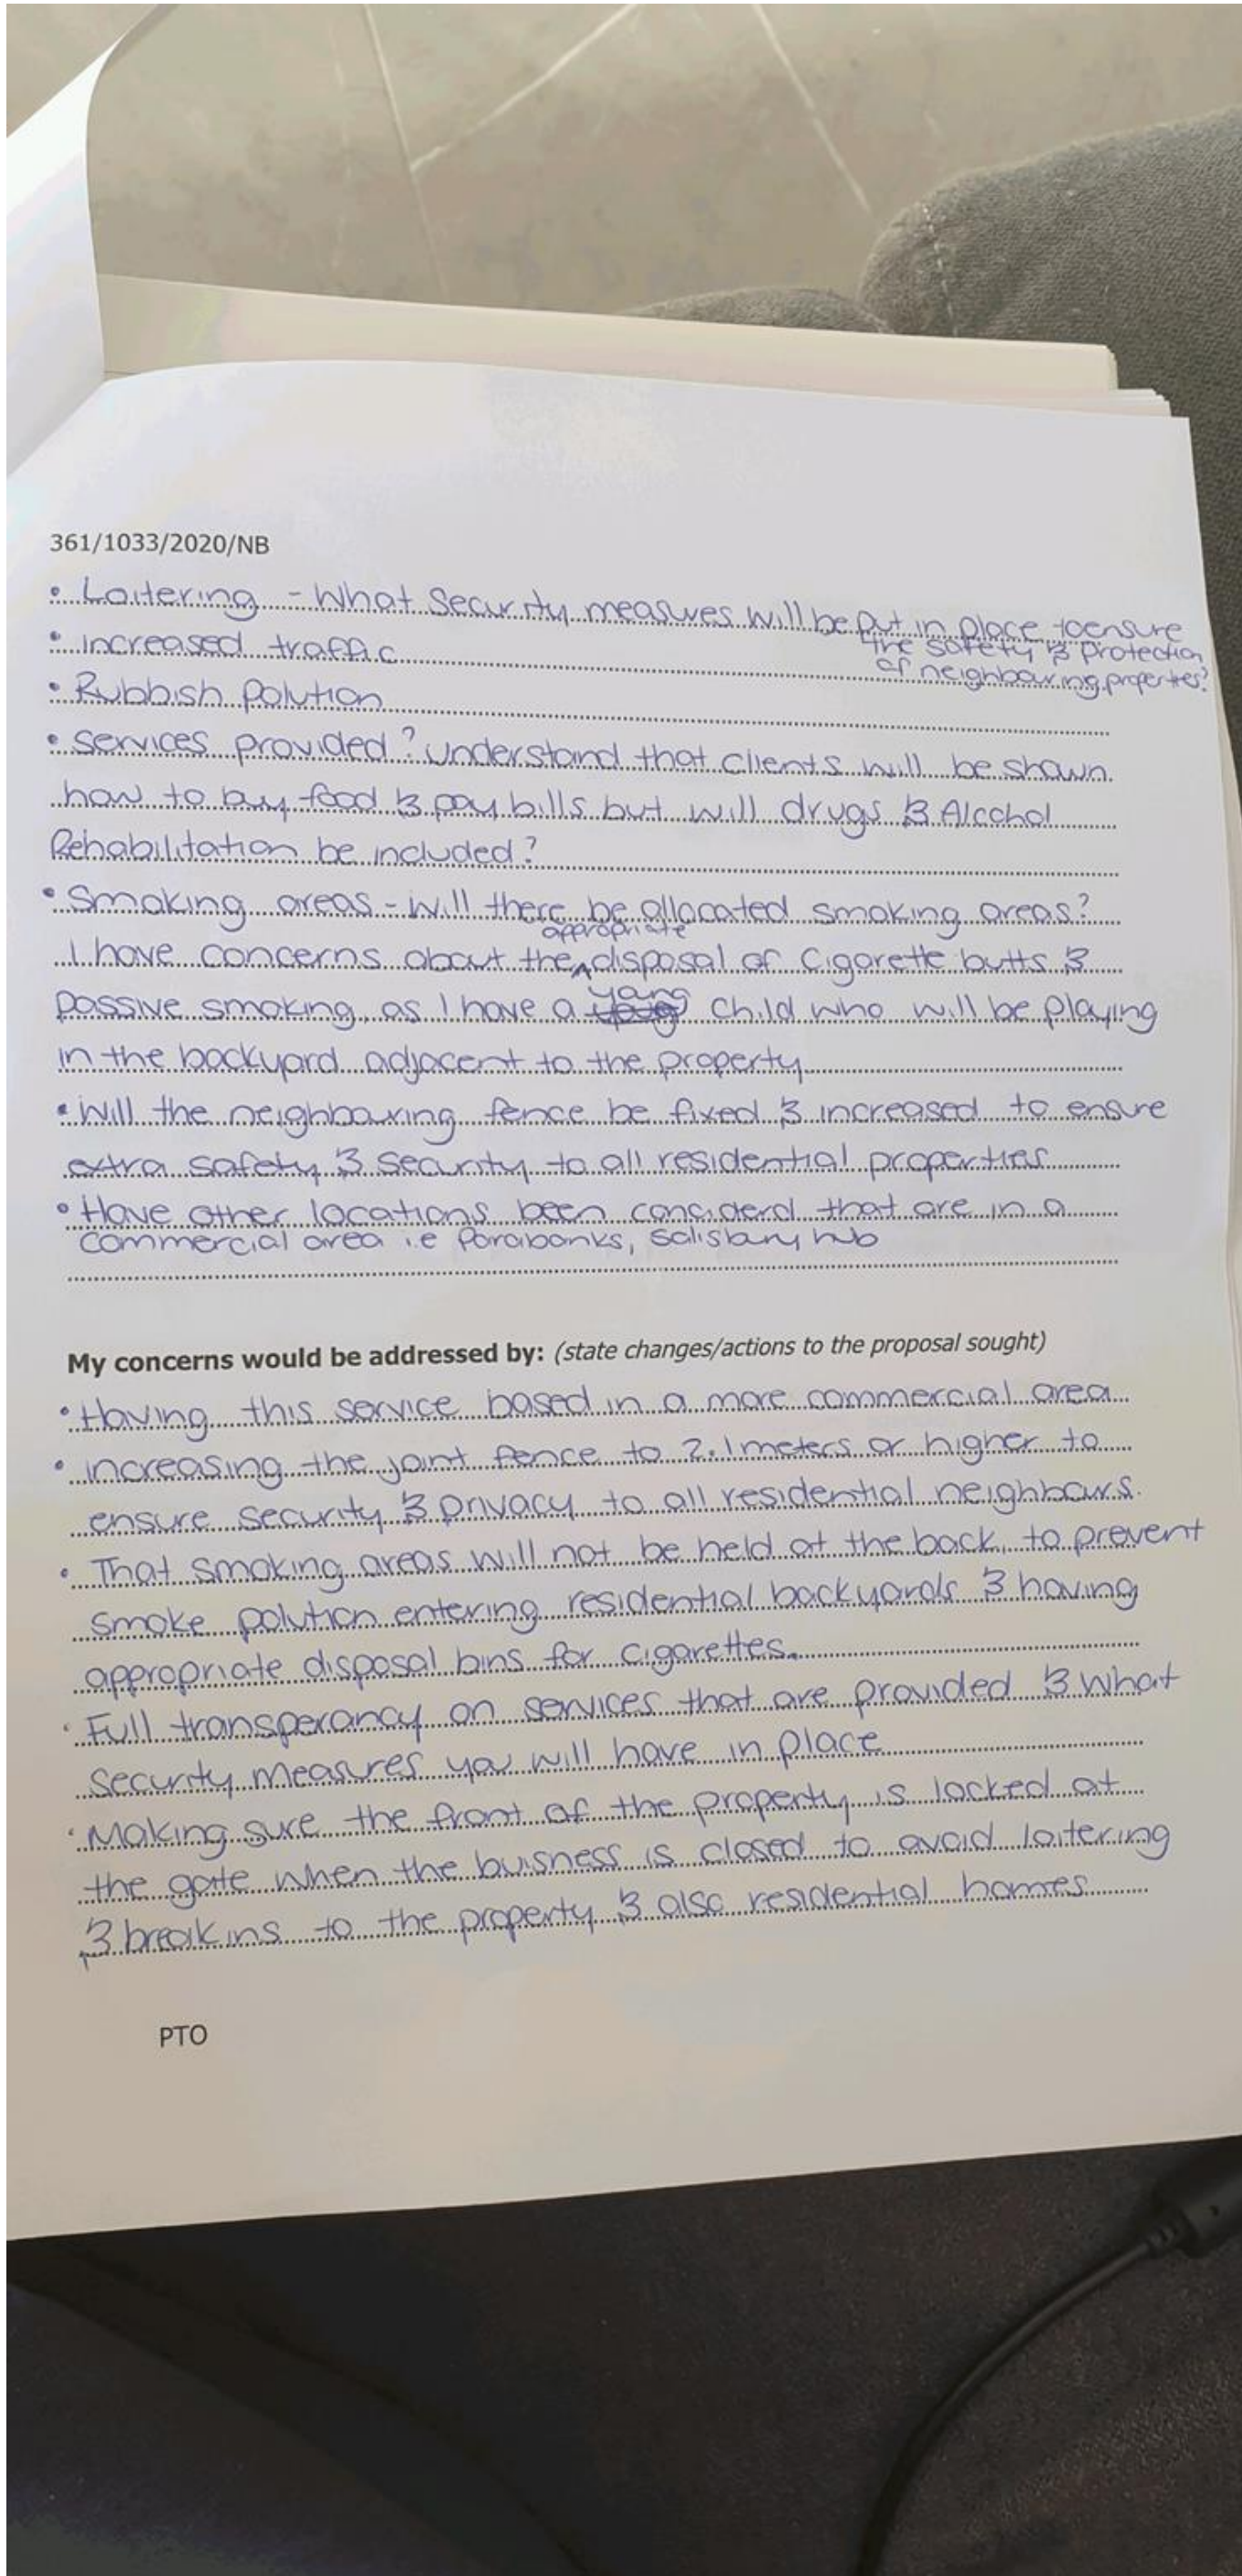 361/1033/2020/NB
• Loitering - What Security measures will be put in place to ensure
the safety & Protection
of neighbouring properties?
• increased traffic
• Rubbish Polution
• Services provided? Understand that clients will be shown
how to buy food & pay bills but will drugs & Alcohol
Rehabilitation be included?
• Smoking areas - will there be allocated smoking areas?
appropriate
I have concerns about the disposal of cigarette butts &
young
passive smoking, as I have a child who will be playing
in the backyard adjacent to the property
• Will the neighbouring fence be fixed & increased to ensure
extra safety & security to all residential properties
• Have other locations been considerd that are in a
commercial area i.e Parabanks, Salisbury hub
My concerns would be addressed by: (state changes/actions to the proposal sought)
• Having this service based in a more commercial area
• increasing the joint fence to 2.1 meters or higher to
ensure security & privacy to all residential neighbours.
• That smoking areas will not be held at the back, to prevent
smoke polution entering residential backyards & having
appropriate disposal bins for cigarettes.
• Full transperancy on services that are provided & what
security measures you will have in place
• Making sure the front of the property is locked at
the gate when the buisness is closed to avoid loitering
& break ins to the property & also residential homes
PTO